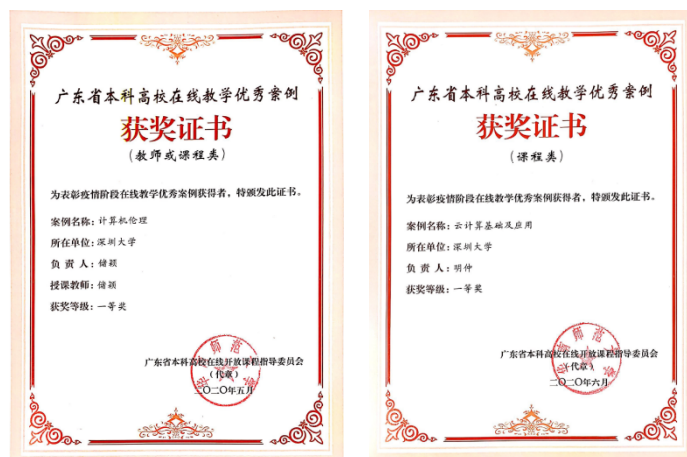 广东省本科高校在线教学优秀案例
获奖证书
(教师或课程类)
为表彰疫情阶段在线教学优秀案例获得者，特颁发此证书。
案例名称：计算机伦理
所在单位：深圳大学
负 责 人：储颖
授课教师：储颖
获奖等级：一等奖
广东省本科高校在线开放课程指导委员会
(代章)
二〇二〇年五月
广东省本科高校在线教学优秀案例
获奖证书
(课程类)
为表彰疫情阶段在线教学优秀案例获得者，特颁发此证书。
案例名称：云计算基础及应用
所在单位：深圳大学
负 责 人：明仲
获奖等级：一等奖
广东省本科高校在线开放课程指导委员会
(代章)
二〇二〇年六月